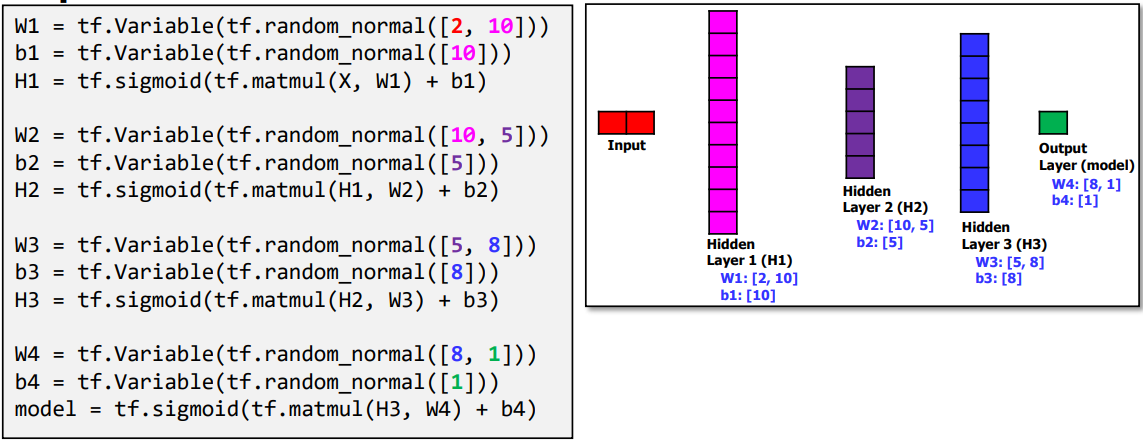 W1 = tf.Variable(tf.random_normal([2, 10]))
b1 = tf.Variable(tf.random_normal([10]))
H1 = tf.sigmoid(tf.matmul(X, W1) + b1)
W2 = tf.Variable(tf.random_normal([10, 5]))
b2 = tf.Variable(tf.random_normal([5]))
H2 = tf.sigmoid(tf.matmul(H1, W2) + b2)
W3 = tf.Variable(tf.random_normal([5, 8]))
b3 = tf.Variable(tf.random_normal([8]))
H3 = tf.sigmoid(tf.matmul(H2, W3) + b3)
W4 = tf.Variable(tf.random_normal([8, 1]))
b4 = tf.Variable(tf.random_normal([1]))
model = tf.sigmoid(tf.matmul(H3, W4) + b4)
Input
Hidden
Layer 1 (H1)
W1: [2, 10]
b1: [10]
Hidden
Layer 2 (H2)
W2: [10, 5]
b2: [5]
Hidden
Layer 3 (H3)
W3: [5, 8]
b3: [8]
Output
Layer (model)
W4: [8, 1]
b4: [1]